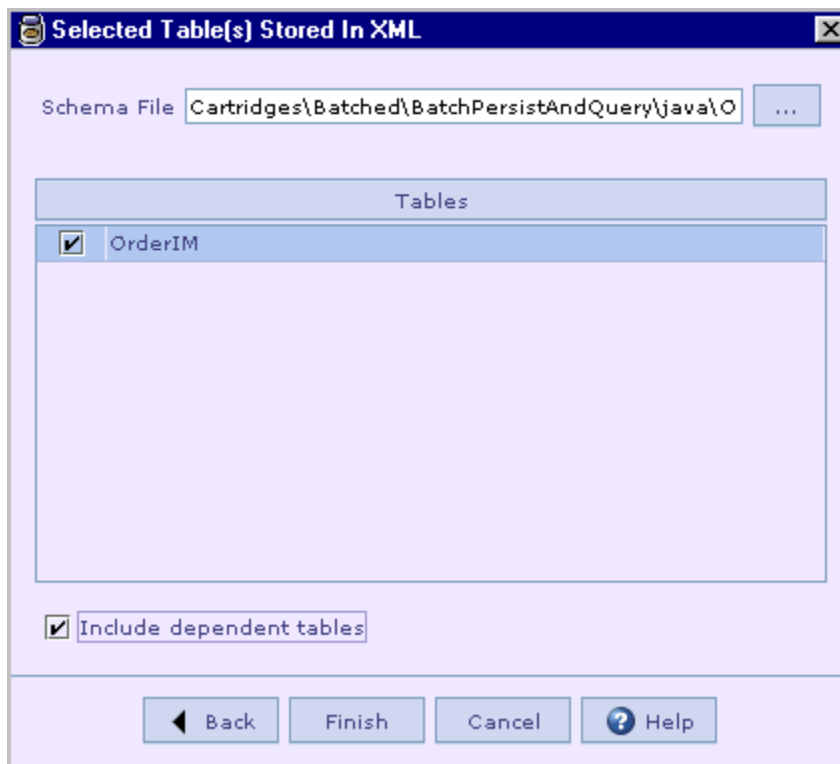 Selected Table(s) Stored In XML
Schema File Cartridges\Batched\BatchPersistAndQuery\java\O ...
Tables
OrderIM
Include dependent tables
Back Finish Cancel Help